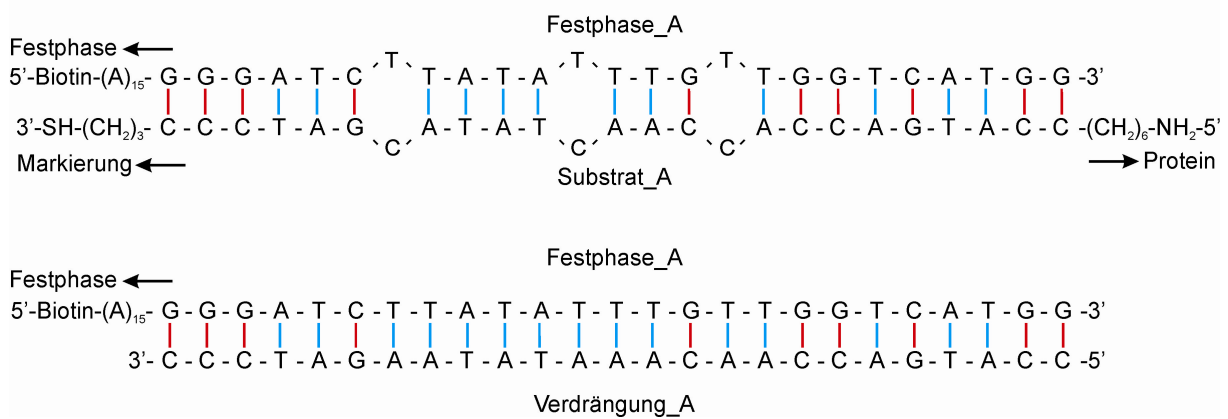 Festphase_A
Festphase
5'-Biotin-(A)15-G-G-G-A-T-C-T-T-A-T-A-T-T-T-G-T-T-G-G-T-C-A-T-G-G-3'
3'-SH-(CH2)3-C-C-C-T-A-G-C-A-T-A-T-C-A-A-C-C-A-C-C-A-G-T-A-C-C-(CH2)6-NH2-5'
Markierung
Substrat_A
Protein
Festphase_A
Festphase
5'-Biotin-(A)15-G-G-G-A-T-C-T-T-A-T-A-T-T-T-G-T-T-G-G-T-C-A-T-G-G-3'
3'-C-C-C-T-A-G-A-A-T-A-T-A-A-A-C-A-A-C-C-A-G-T-A-C-C-5'
Verdrängung_A